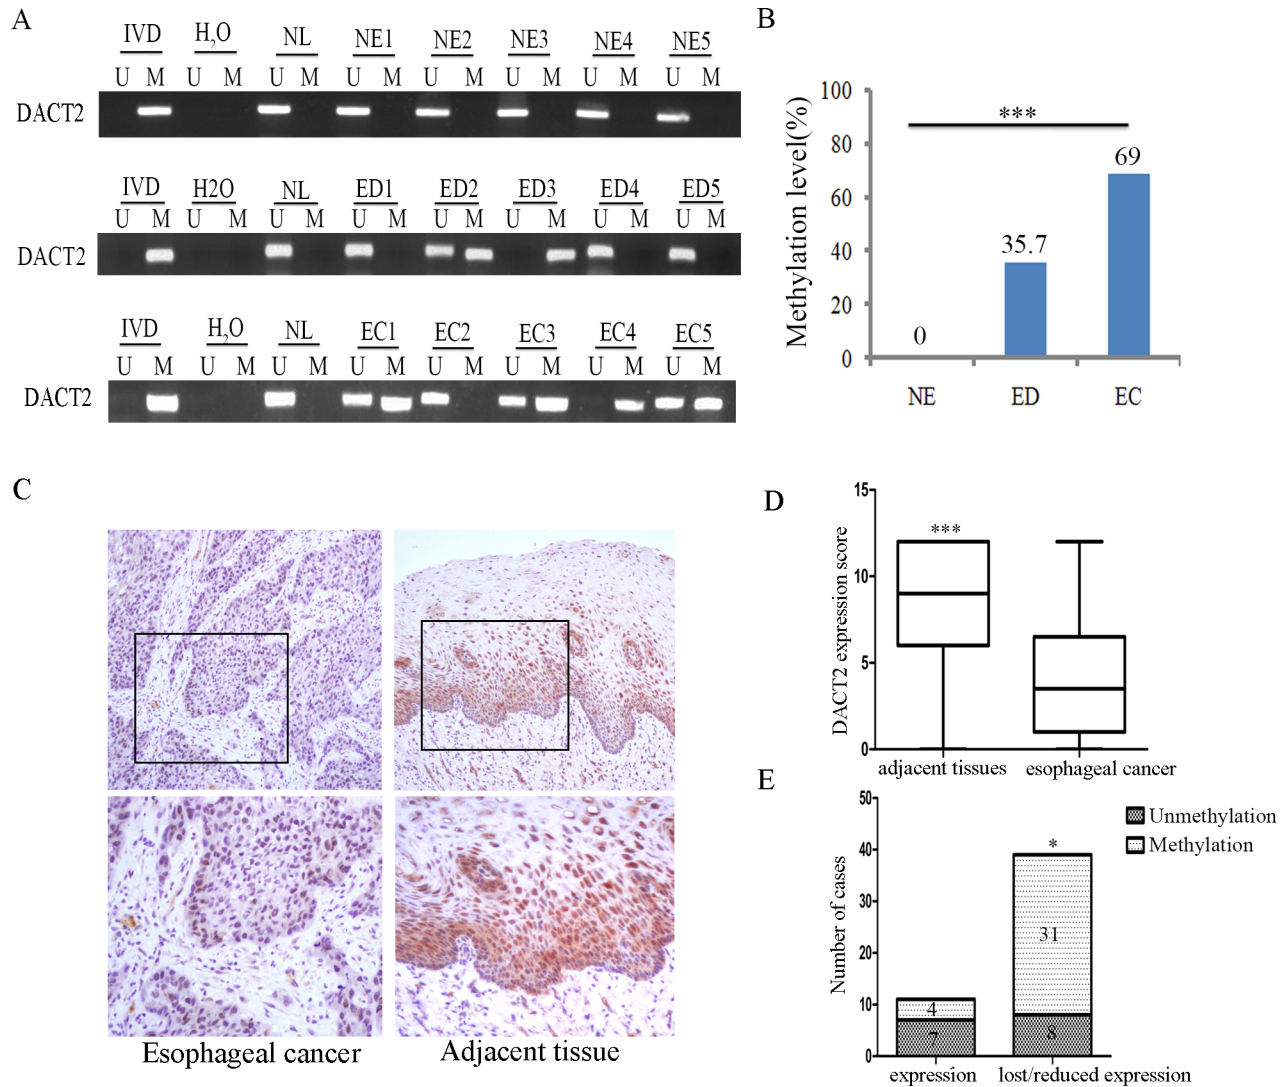 A
IVD H₂O NL NE1 NE2 NE3 NE4 NE5
U M U M U M U M U M U M U M U M
DACT2
IVD H2O NL ED1 ED2 ED3 ED4 ED5
U M U M U M U M U M U M U M U M
DACT2
IVD H₂O NL EC1 EC2 EC3 EC4 EC5
U M U M U M U M U M U M U M U M
DACT2
B
Methylation level(%)
100
80
60
40
20
0
***
0
35.7
69
NE ED EC
C
Esophageal cancer
Adjacent tissue
D
DACT2 expression score
15
10
5
0
***
adjacent tissues
esophageal cancer
E
Number of cases
50
40
30
20
10
0
*
4
7
31
8
expression
lost/reduced expression
Unmethylation
Methylation